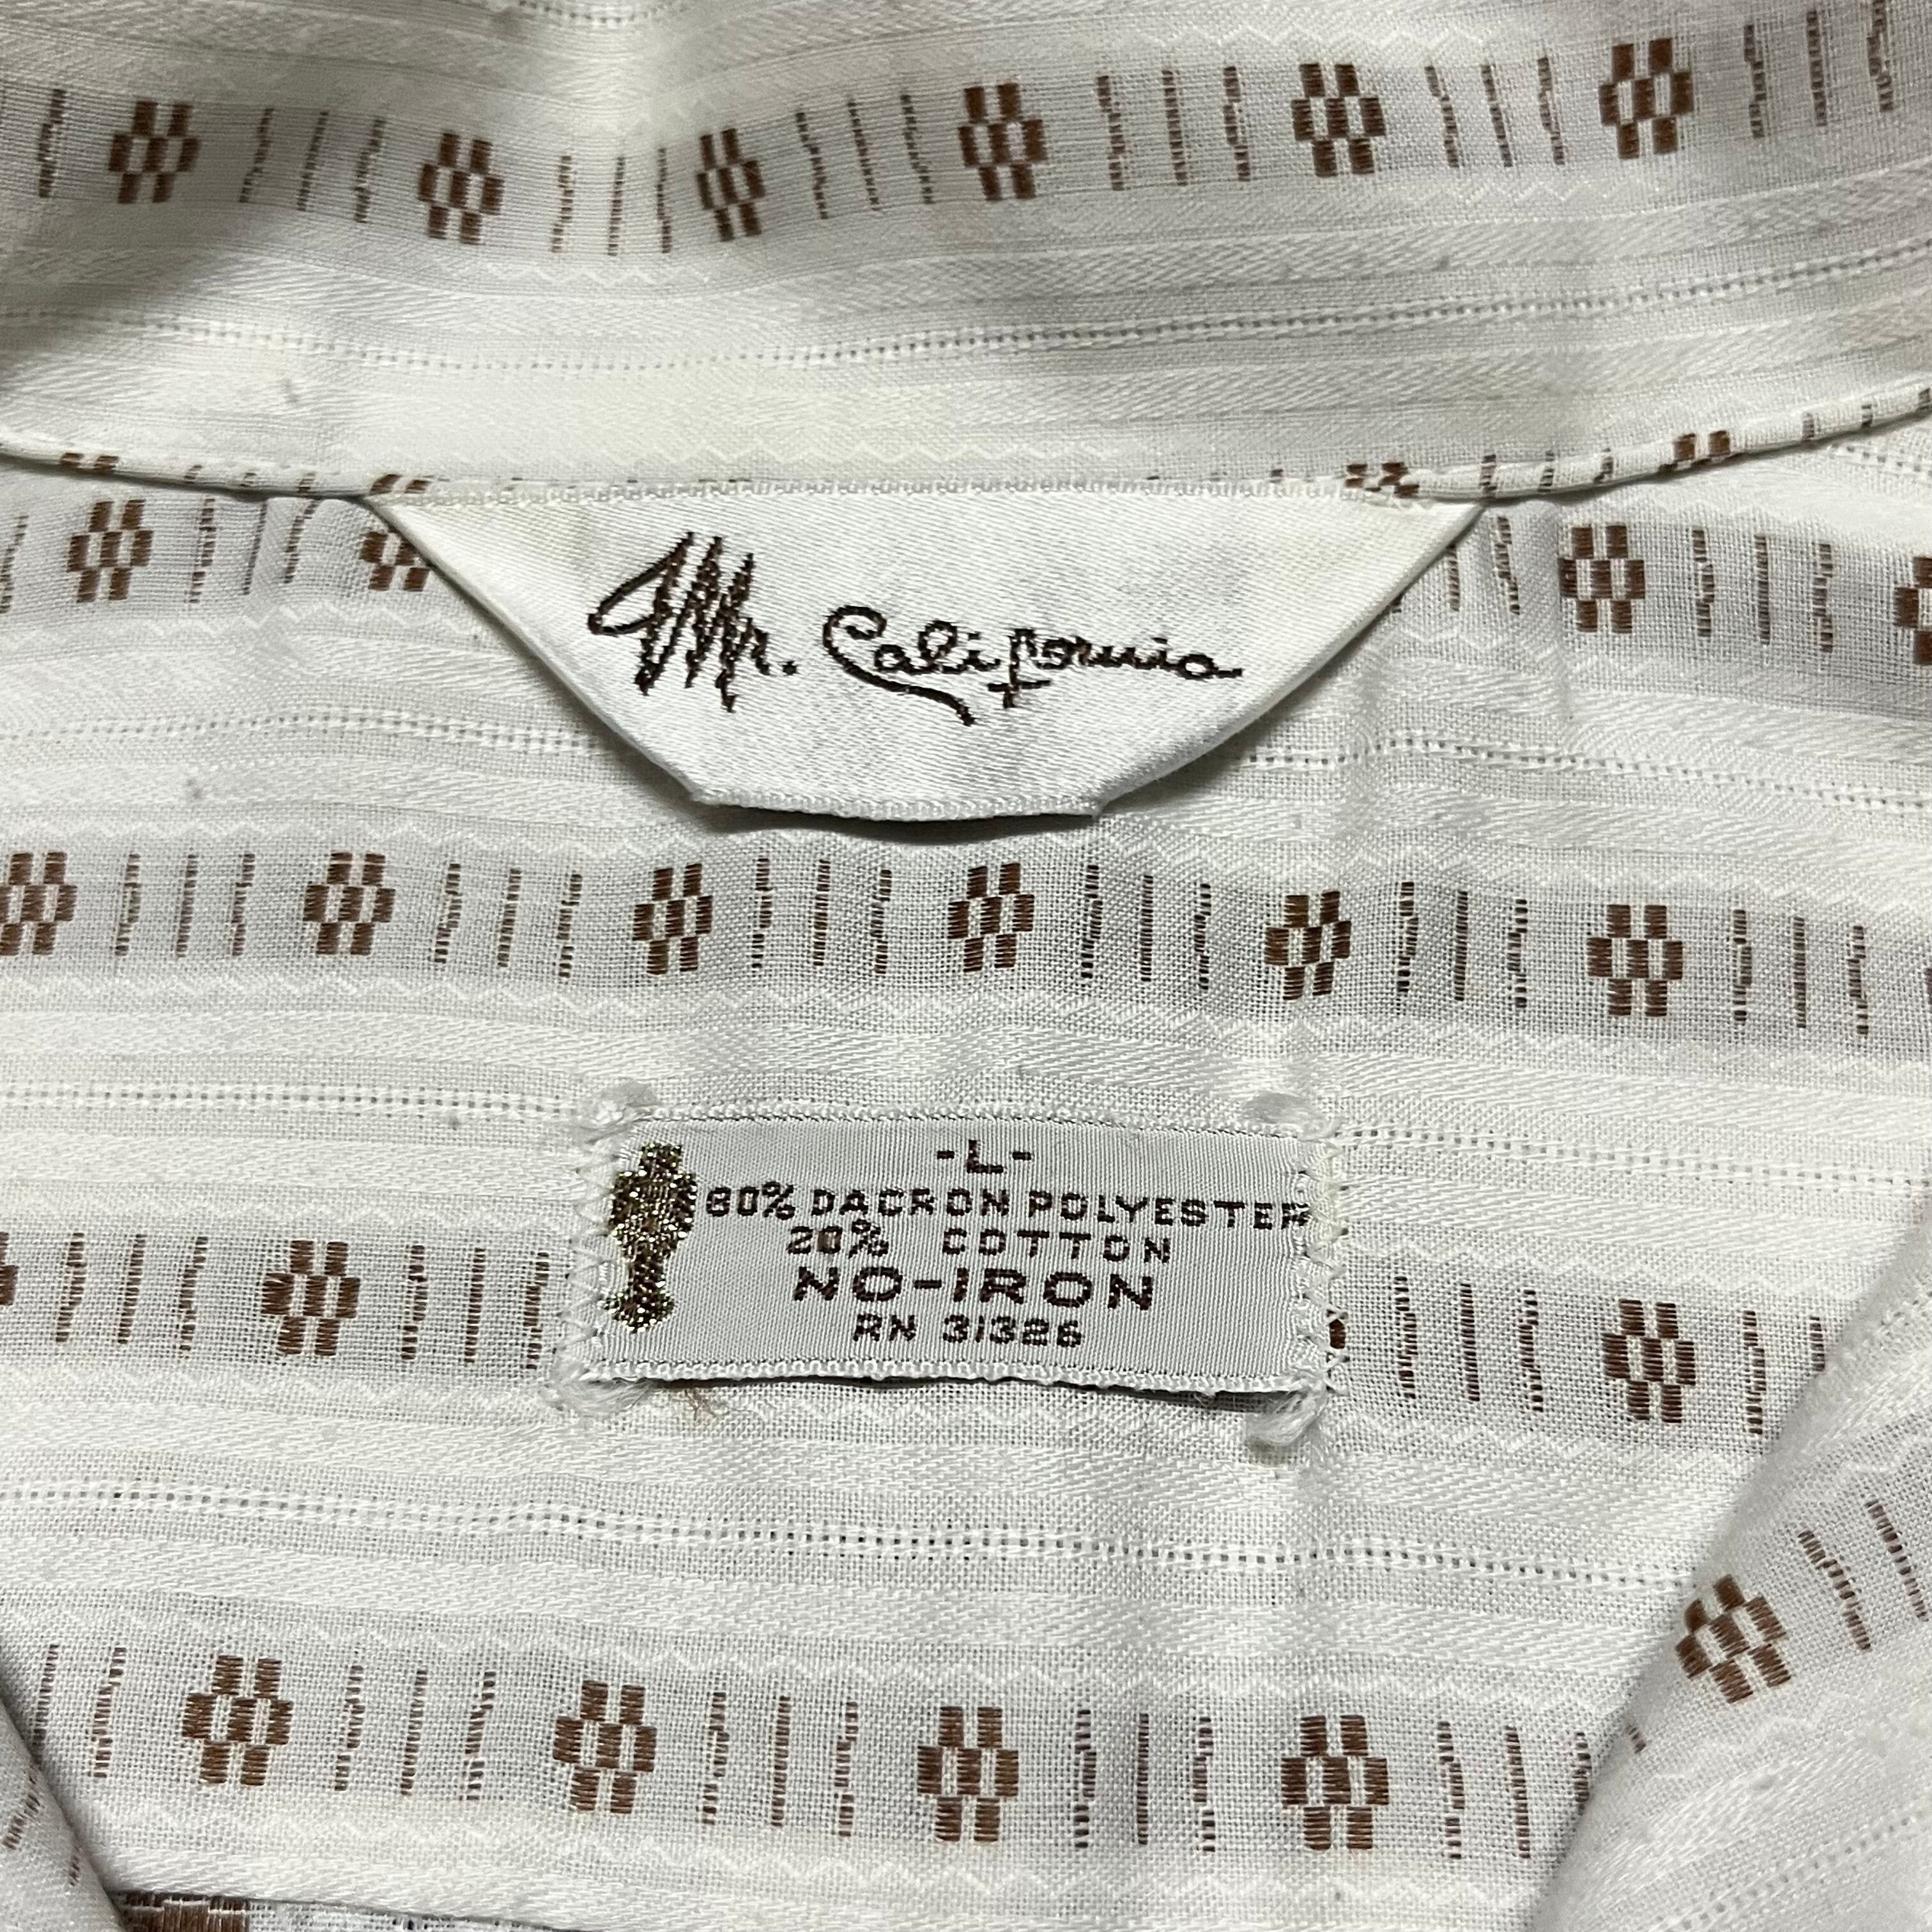 Mr. California
-L-
80% DACRON POLYESTER
20% COTTON
NO-IRON
RN 31326